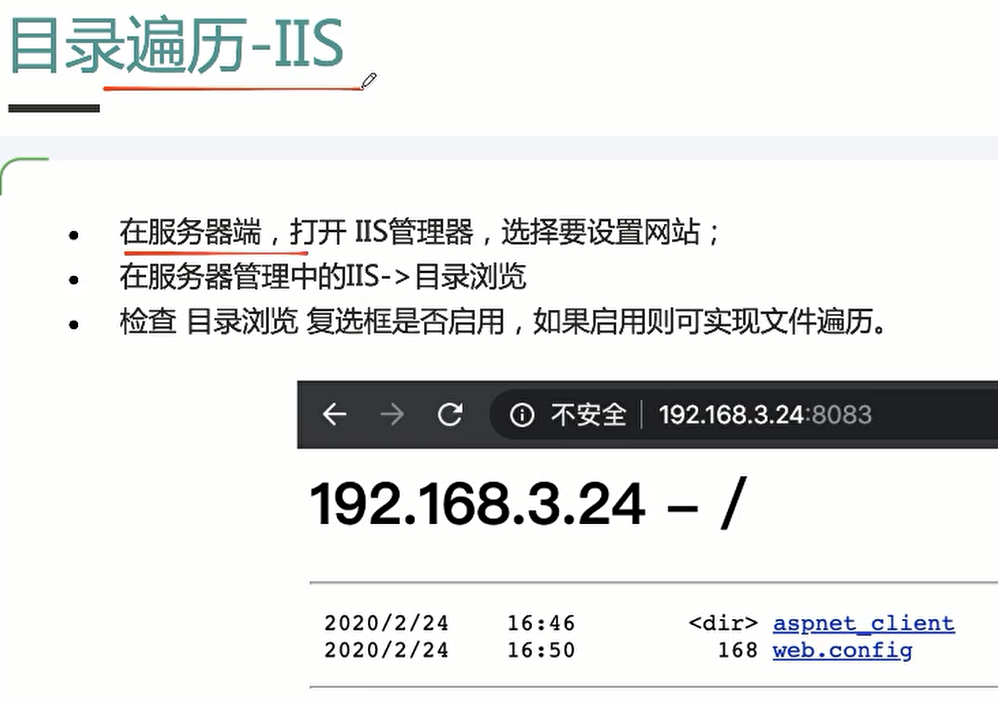 目录遍历-IIS
在服务器端，打开 IIS管理器，选择要设置网站；
在服务器管理中的IIS->目录浏览
检查 目录浏览 复选框是否启用，如果启用则可实现文件遍历。
不安全 192.168.3.24:8083
192.168.3.24 – /
2020/2/24 16:46 <dir> aspnet_client
2020/2/24 16:50 168 web.config